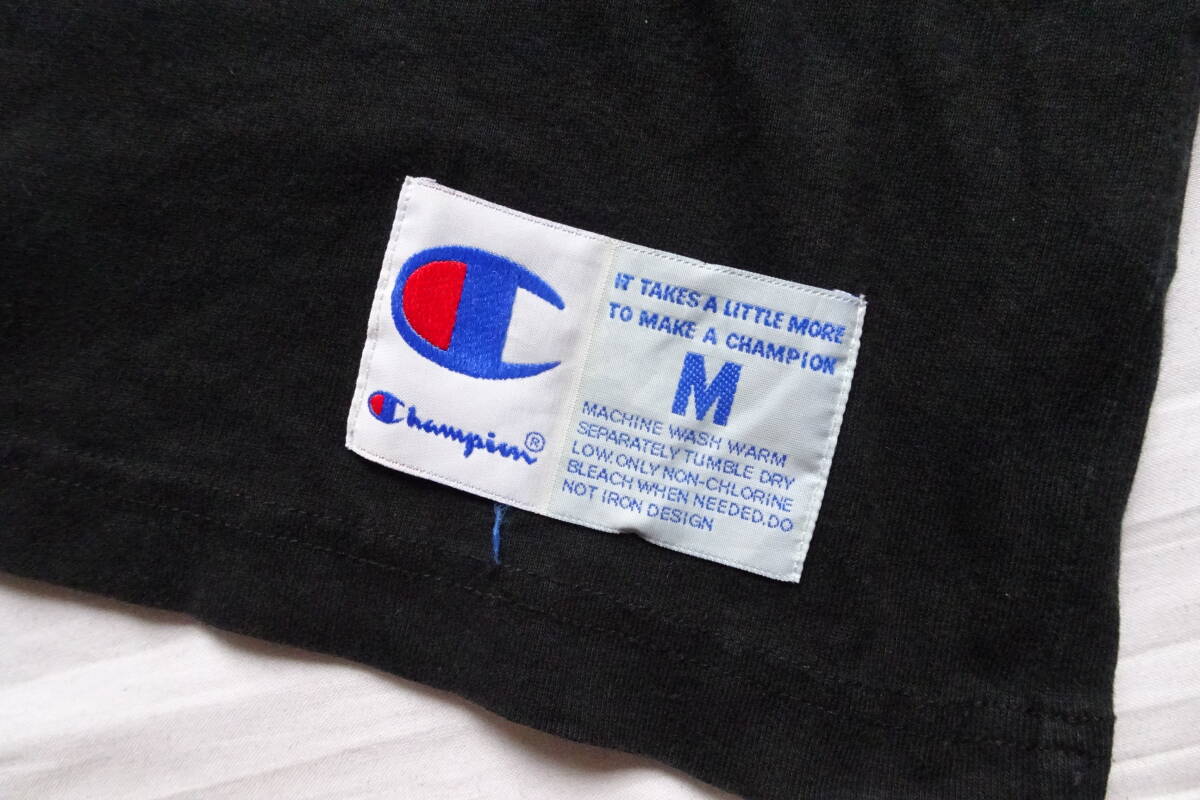 Champion®
IT TAKES A LITTLE MORE
TO MAKE A CHAMPION
M
MACHINE WASH WARM
SEPARATELY TUMBLE DRY
LOW.ONLY NON-CHLORINE
BLEACH WHEN NEEDED.DO
NOT IRON DESIGN